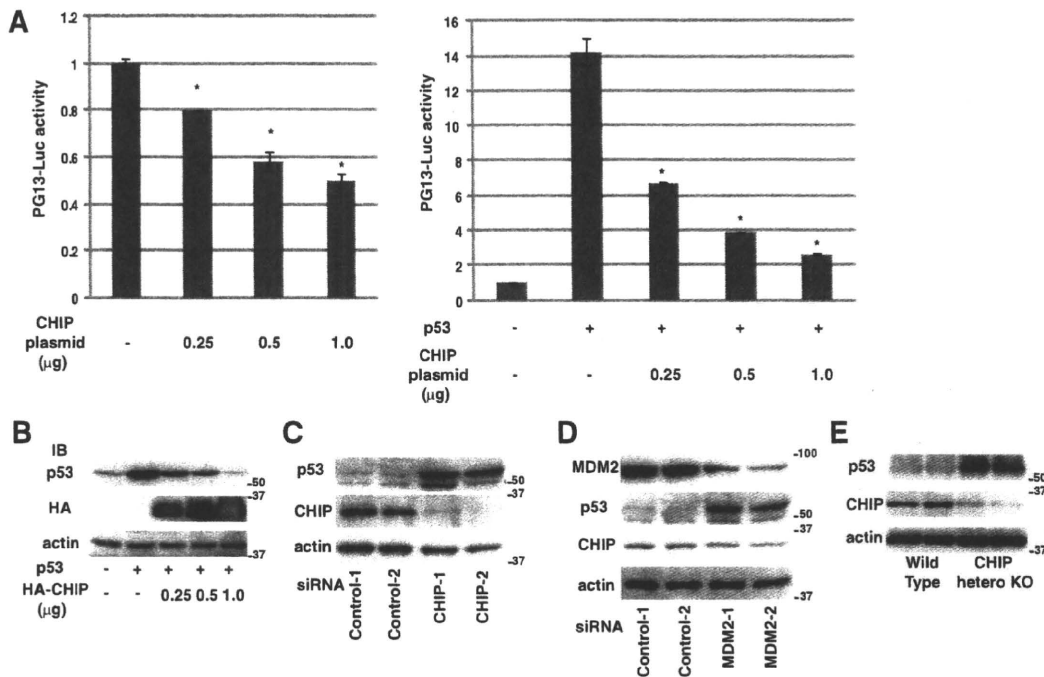 A
1.2
1
0.8
0.6
0.4
0.2
0
PG13-Luc activity
* * *
CHIP
plasmid
(μg)
- 0.25 0.5 1.0
16
14
12
10
8
6
4
2
0
PG13-Luc activity
* * *
p53 - + + + +
CHIP
plasmid
(μg)
- - 0.25 0.5 1.0
B
IB
p53
HA
actin
-50
-37
-37
p53 - + + + +
HA-CHIP - - 0.25 0.5 1.0
(μg)
C
p53
CHIP
actin
-50
-37
-37
siRNA
Control-1
Control-2
CHIP-1
CHIP-2
D
MDM2
p53
CHIP
actin
-100
-50
-37
-37
siRNA
Control-1
Control-2
MDM2-1
MDM2-2
E
p53
CHIP
actin
-50
-37
-37
Wild
Type
CHIP
hetero KO